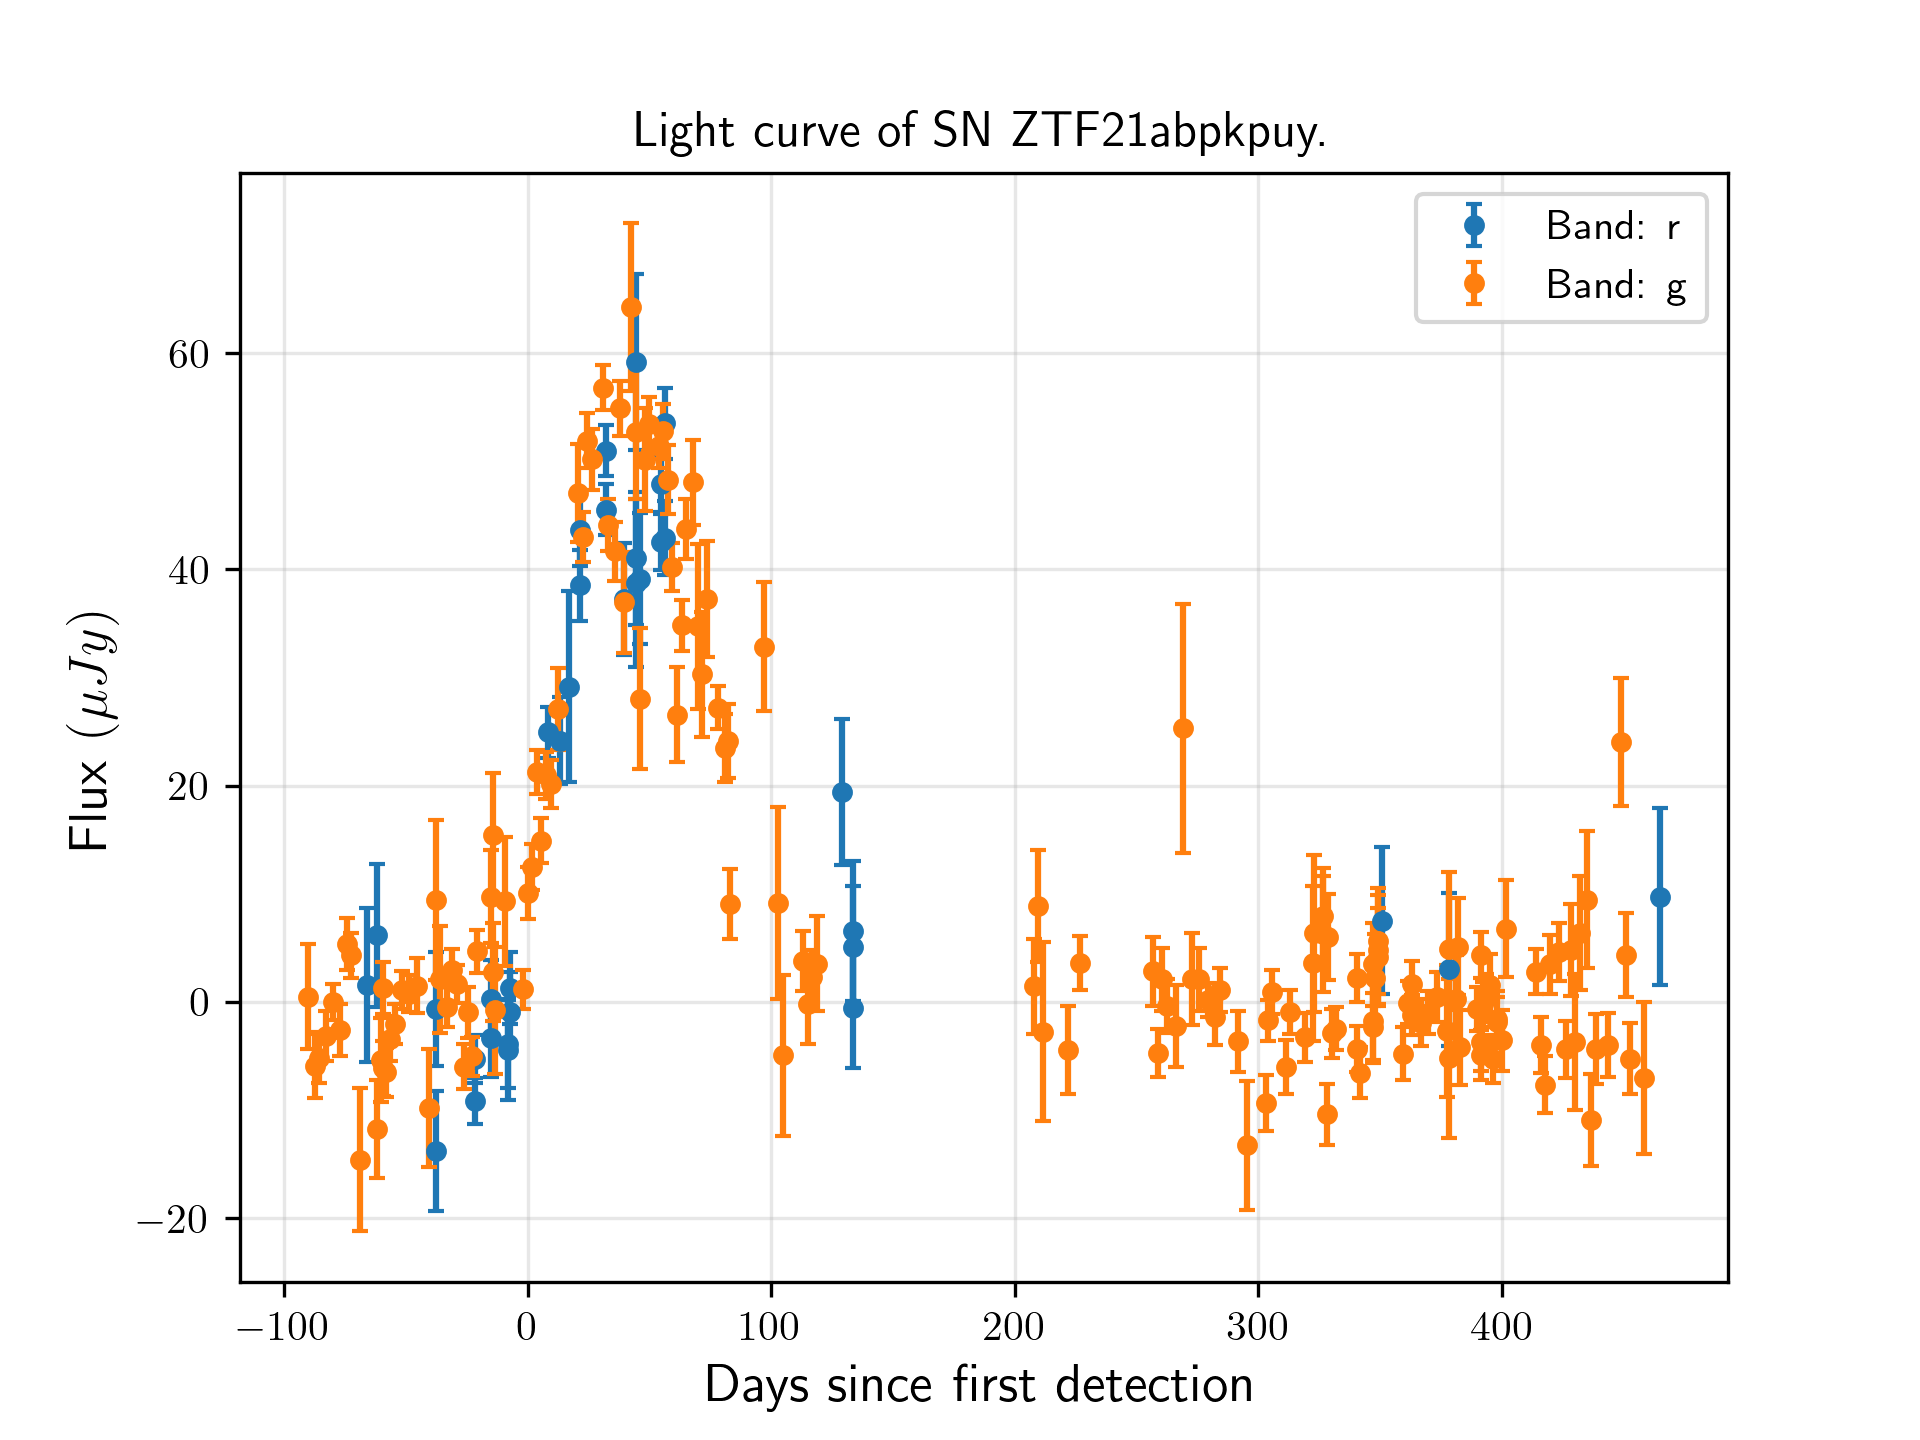 Light curve of SN ZTF21abpkpuy.
Band: r
Band: g
60
40
20
0
−20
Flux (μJy)
−100 0 100 200 300 400
Days since first detection